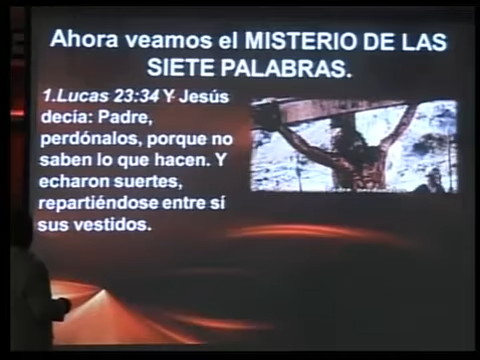 Ahora veamos el MISTERIO DE LAS
SIETE PALABRAS.
1.Lucas 23:34 Y Jesús
decía: Padre,
perdónalos, porque no
saben lo que hacen. Y
echaron suertes,
repartiéndose entre sí
sus vestidos.